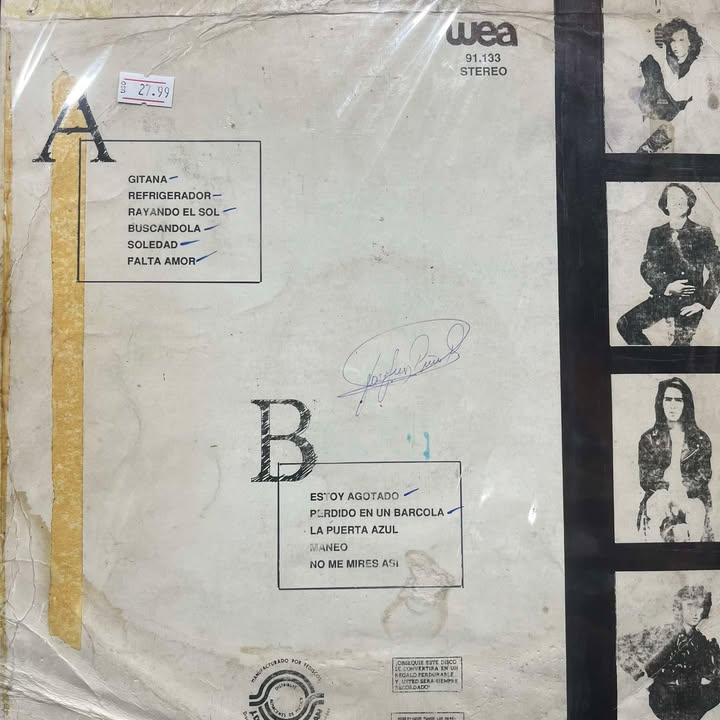 wea
91.133
STEREO
27.99
A
GITANA
REFRIGERADOR
RAYANDO EL SOL
BUSCANDOLA
SOLEDAD
FALTA AMOR
B
ESTOY AGOTADO
PERDIDO EN UN BARCOLA
LA PUERTA AZUL
MANEO
NO ME MIRES ASI
MANUFACTURADO POR FEDISCOS
¡OBSEQUIE ESTE DISCO
SE CONVERTIRA EN UN
REGALO PERDURABLE
Y USTED SERA SIEMPRE
RECORDADO!